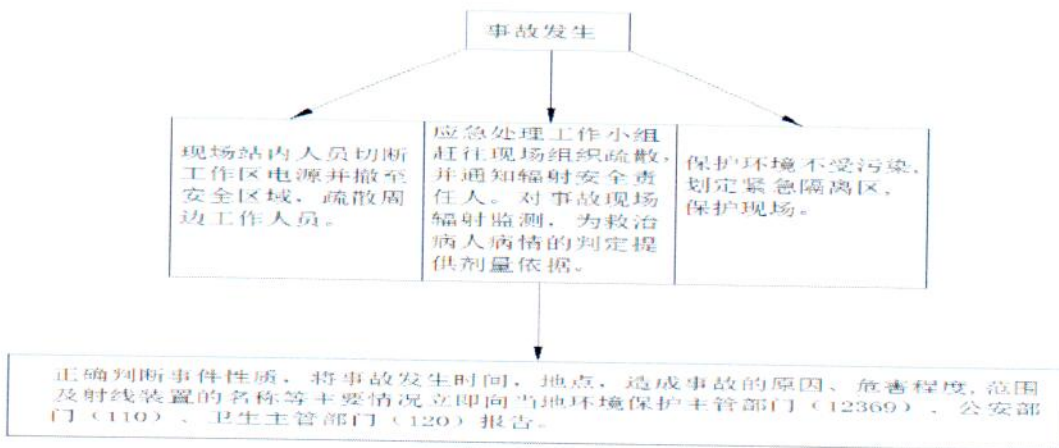 事故发生
现场站内人员切断
工作区电源并撤至
安全区域，疏散周
边工作人员。
应急处理工作小组
赶往现场组织疏散，
并通知辐射安全责
任人。对事故现场
辐射监测，为救治
病人病情的判定提
供剂量依据。
保护环境不受污染，
划定紧急隔离区，
保护现场。
正确判断事件性质，将事故发生时间，地点，造成事故的原因、危害程度，范围
及射线装置的名称等主要情况立即向当地环境保护主管部门（12369）、公安部
门（110）、卫生主管部门（120）报告。